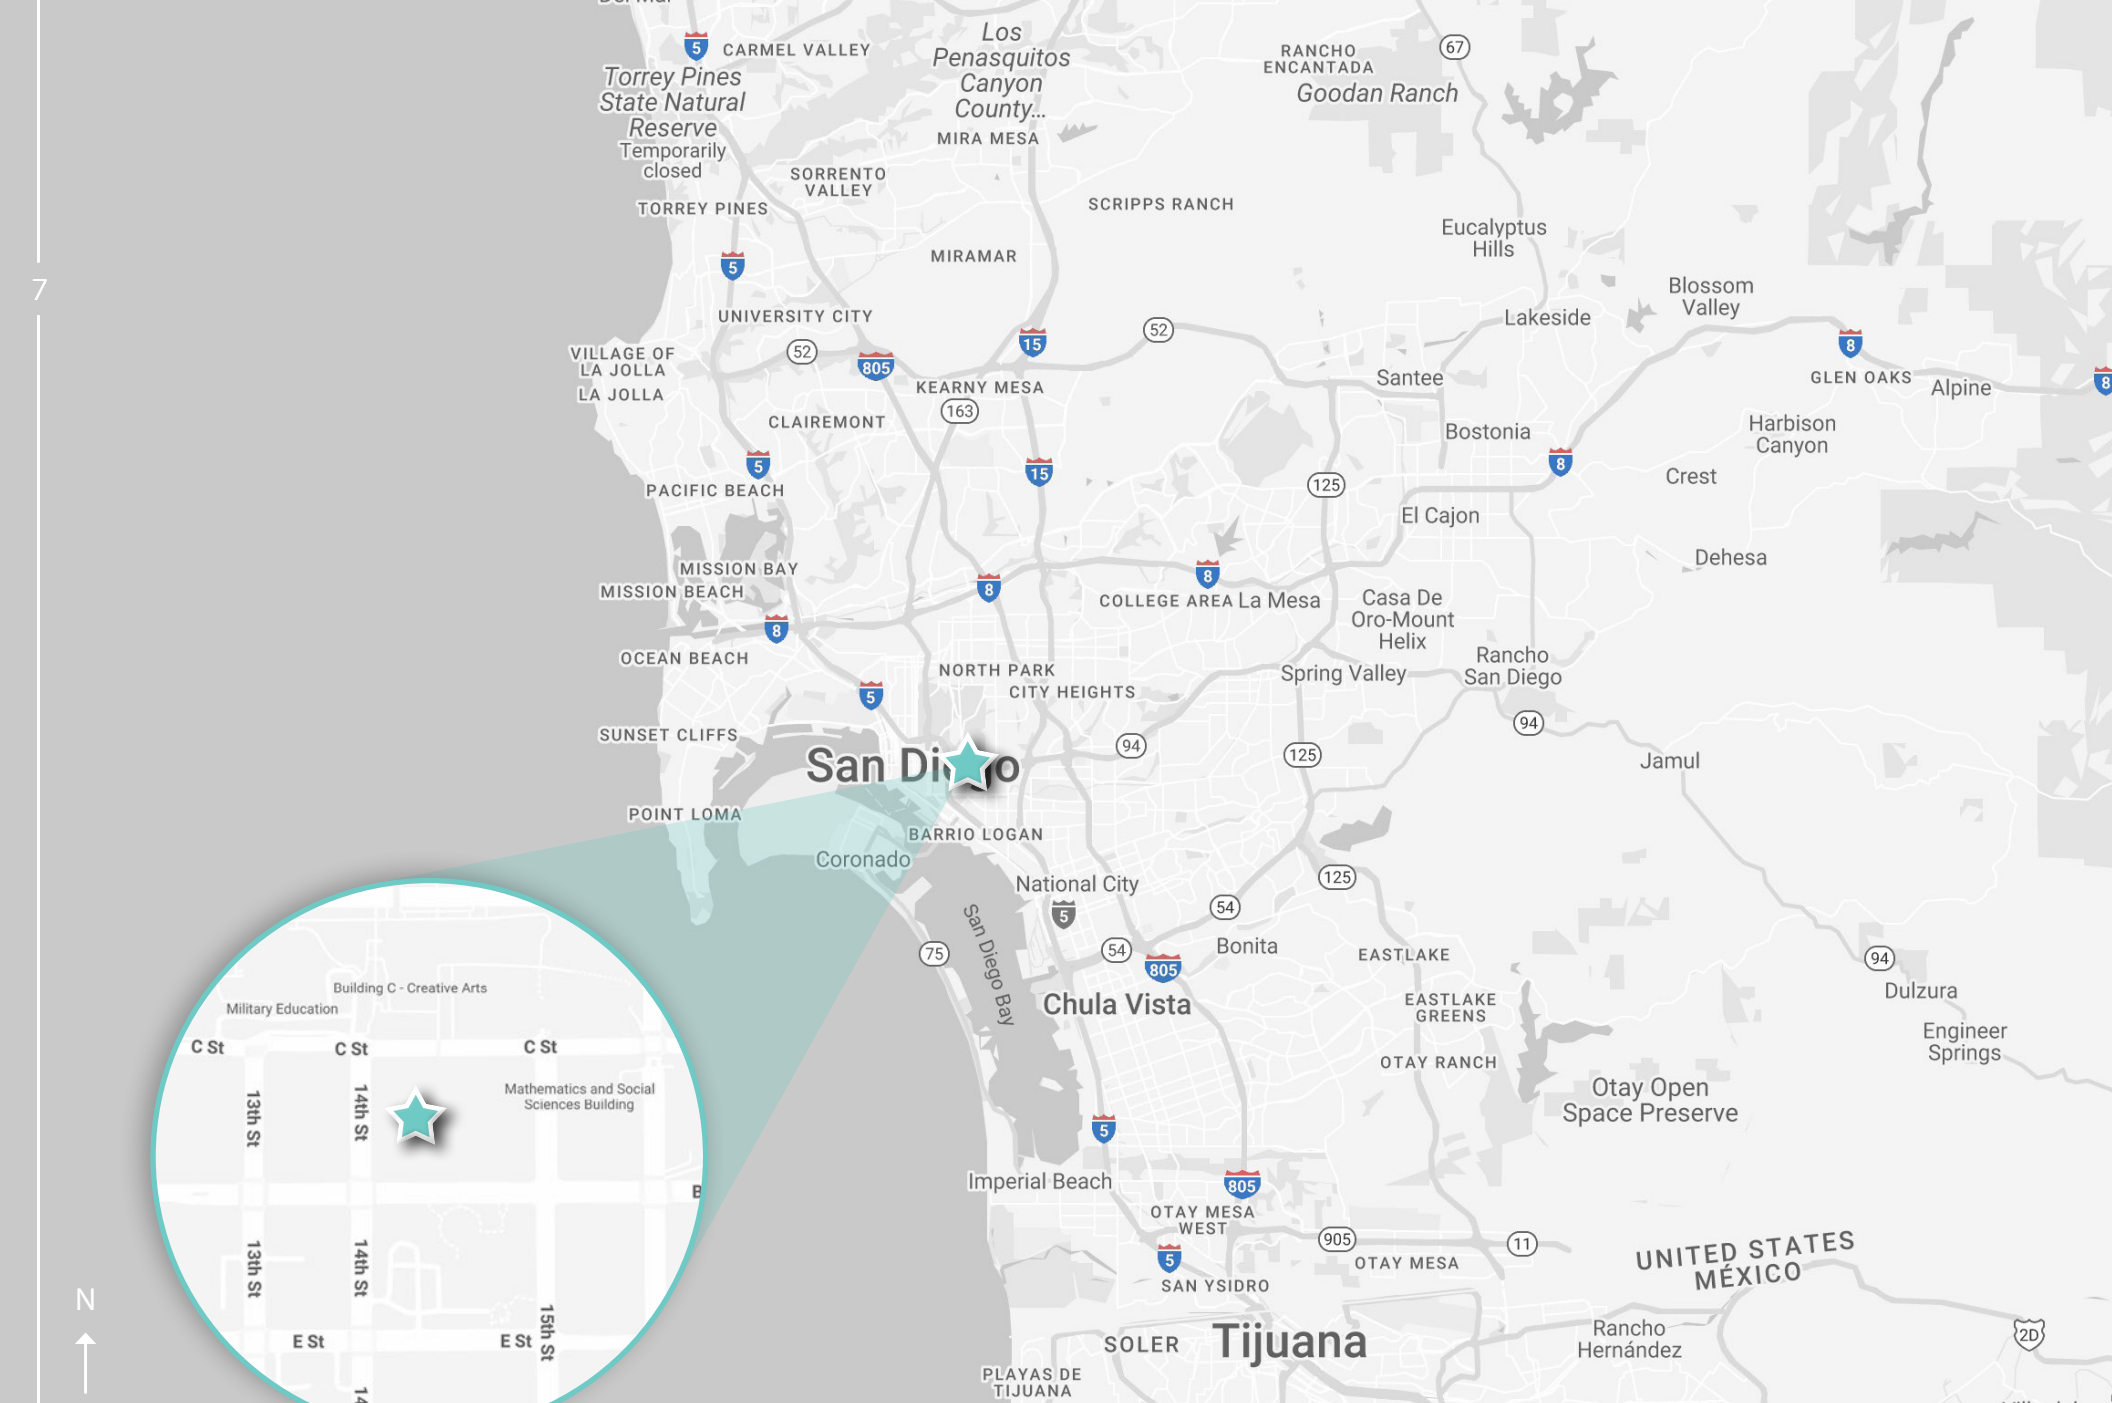 5
CARMEL VALLEY
Los
Penasquitos
Canyon
County...
RANCHO
ENCANTADA
67
Goodan Ranch
Torrey Pines
State Natural
Reserve
Temporarily
closed
MIRA MESA
SORRENTO
VALLEY
TORREY PINES
SCRIPPS RANCH
Eucalyptus
Hills
MIRAMAR
5
7
Blossom
Valley
UNIVERSITY CITY
Lakeside
52
15
8
VILLAGE OF
LA JOLLA
LA JOLLA
52
805
KEARNY MESA
Santee
GLEN OAKS
Alpine
8
163
CLAIREMONT
Bostonia
Harbison
Canyon
5
15
8
Crest
PACIFIC BEACH
125
El Cajon
Dehesa
MISSION BAY
MISSION BEACH
8
8
COLLEGE AREA
La Mesa
Casa De
Oro-Mount
Helix
8
OCEAN BEACH
NORTH PARK
CITY HEIGHTS
Spring Valley
Rancho
San Diego
5
94
SUNSET CLIFFS
94
125
Jamul
San Di o
POINT LOMA
BARRIO LOGAN
Coronado
National City
125
5
54
75
54
Bonita
EASTLAKE
94
805
San Diego Bay
Chula Vista
EASTLAKE
GREENS
Dulzura
Engineer
Springs
OTAY RANCH
Otay Open
Space Preserve
5
Imperial Beach
805
OTAY MESA
WEST
905
11
5
OTAY MESA
SAN YSIDRO
UNITED STATES
MÉXICO
SOLER
Tijuana
Rancho
Hernández
2D
PLAYAS DE
TIJUANA
Building C - Creative Arts
Military Education
C St
C St
C St
13th St
14th St
Mathematics and Social
Sciences Building
13th St
14th St
15th St
E St
E St
14
N